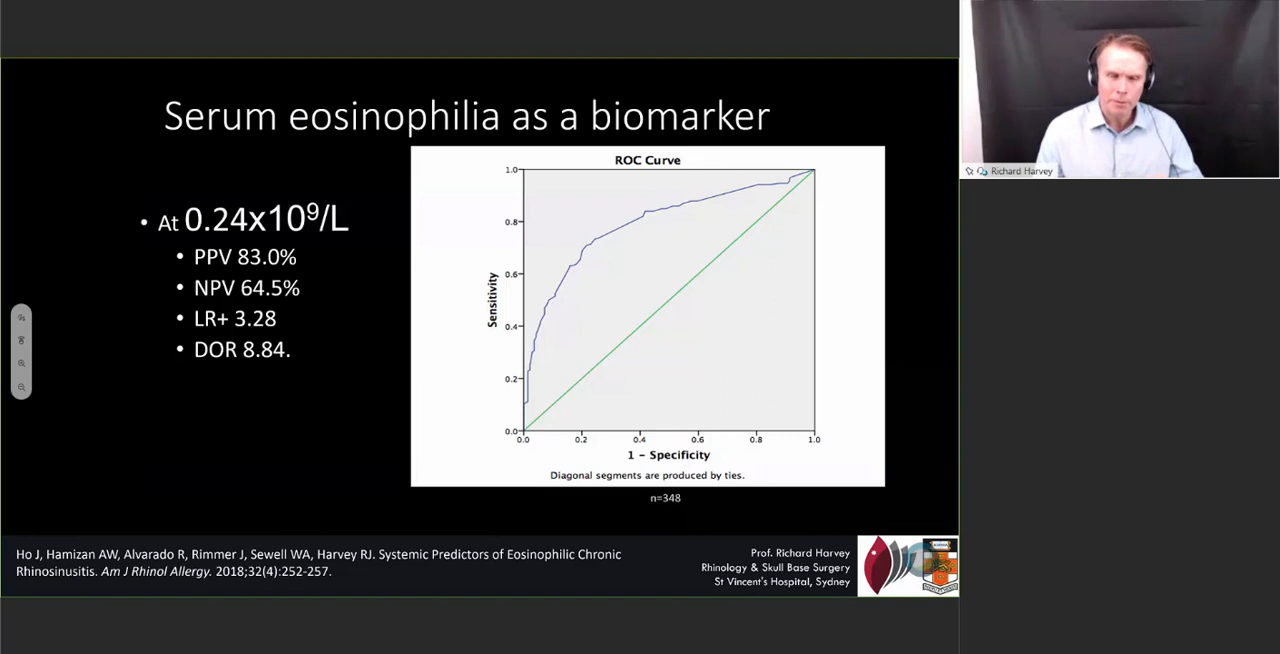 Serum eosinophilia as a biomarker
• At 0.24x10⁹/L
• PPV 83.0%
• NPV 64.5%
• LR+ 3.28
• DOR 8.84.
ROC Curve
Sensitivity
1.0
0.8
0.6
0.4
0.2
0.0
0.0 0.2 0.4 0.6 0.8 1.0
1 – Specificity
Diagonal segments are produced by ties.
n=348
Ho J, Hamizan AW, Alvarado R, Rimmer J, Sewell WA, Harvey RJ. Systemic Predictors of Eosinophilic Chronic
Rhinosinusitis. Am J Rhinol Allergy. 2018;32(4):252-257.
Prof. Richard Harvey
Rhinology & Skull Base Surgery
St Vincent's Hospital, Sydney
Richard Harvey